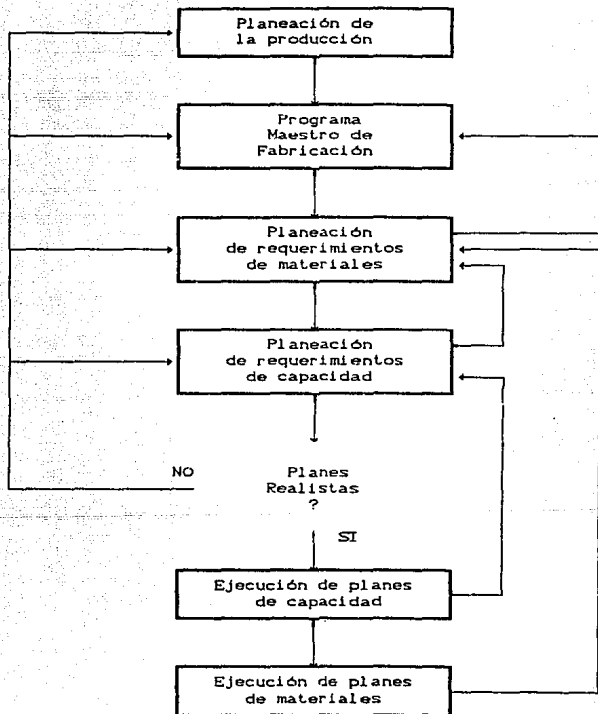 Planeación de
la producción
Programa
Maestro de
Fabricación
Planeación
de requerimientos
de materiales
Planeación
de requerimientos
de capacidad
NO
Planes
Realistas
?
SI
Ejecución de planes
de capacidad
Ejecución de planes
de materiales